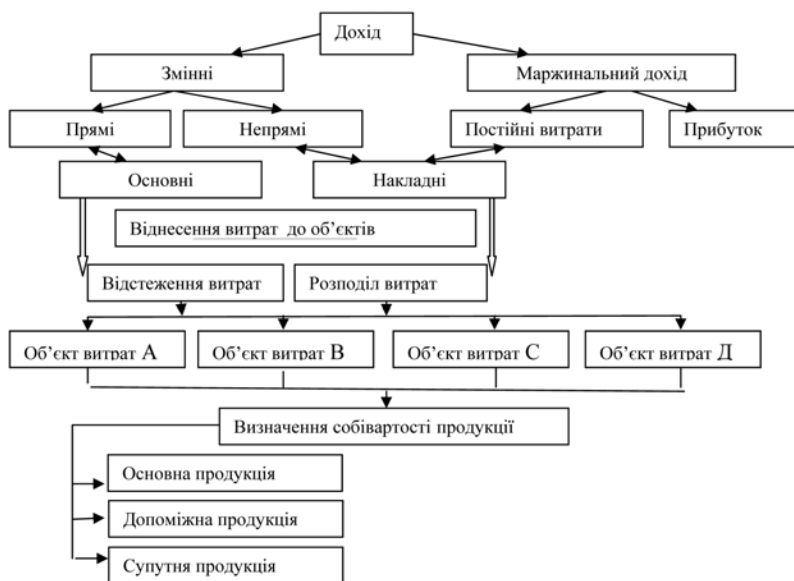 Дохід
Змінні
Маржинальний дохід
Прямі
Непрямі
Постійні витрати
Прибуток
Основні
Накладні
Віднесення витрат до об’єктів
Відстеження витрат
Розподіл витрат
Об’єкт витрат А
Об’єкт витрат В
Об’єкт витрат С
Об’єкт витрат Д
Визначення собівартості продукції
Основна продукція
Допоміжна продукція
Супутня продукція